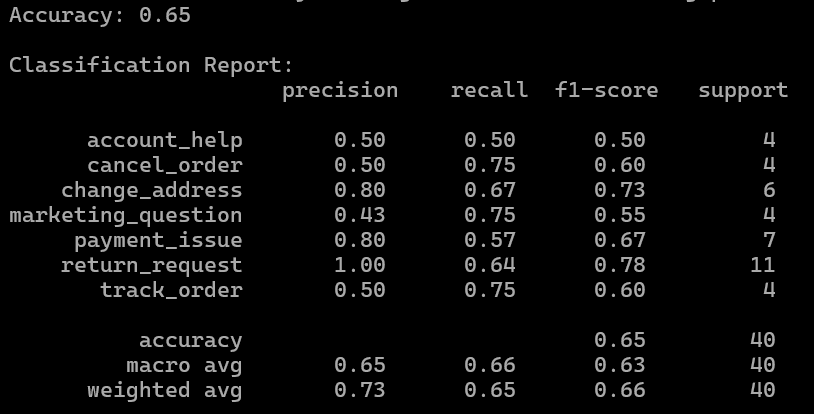 Accuracy: 0.65
Classification Report:
precision recall f1-score support
account_help 0.50 0.50 0.50 4
cancel_order 0.50 0.75 0.60 4
change_address 0.80 0.67 0.73 6
marketing_question 0.43 0.75 0.55 4
payment_issue 0.80 0.57 0.67 7
return_request 1.00 0.64 0.78 11
track_order 0.50 0.75 0.60 4
accuracy 0.65 40
macro avg 0.65 0.66 0.63 40
weighted avg 0.73 0.65 0.66 40